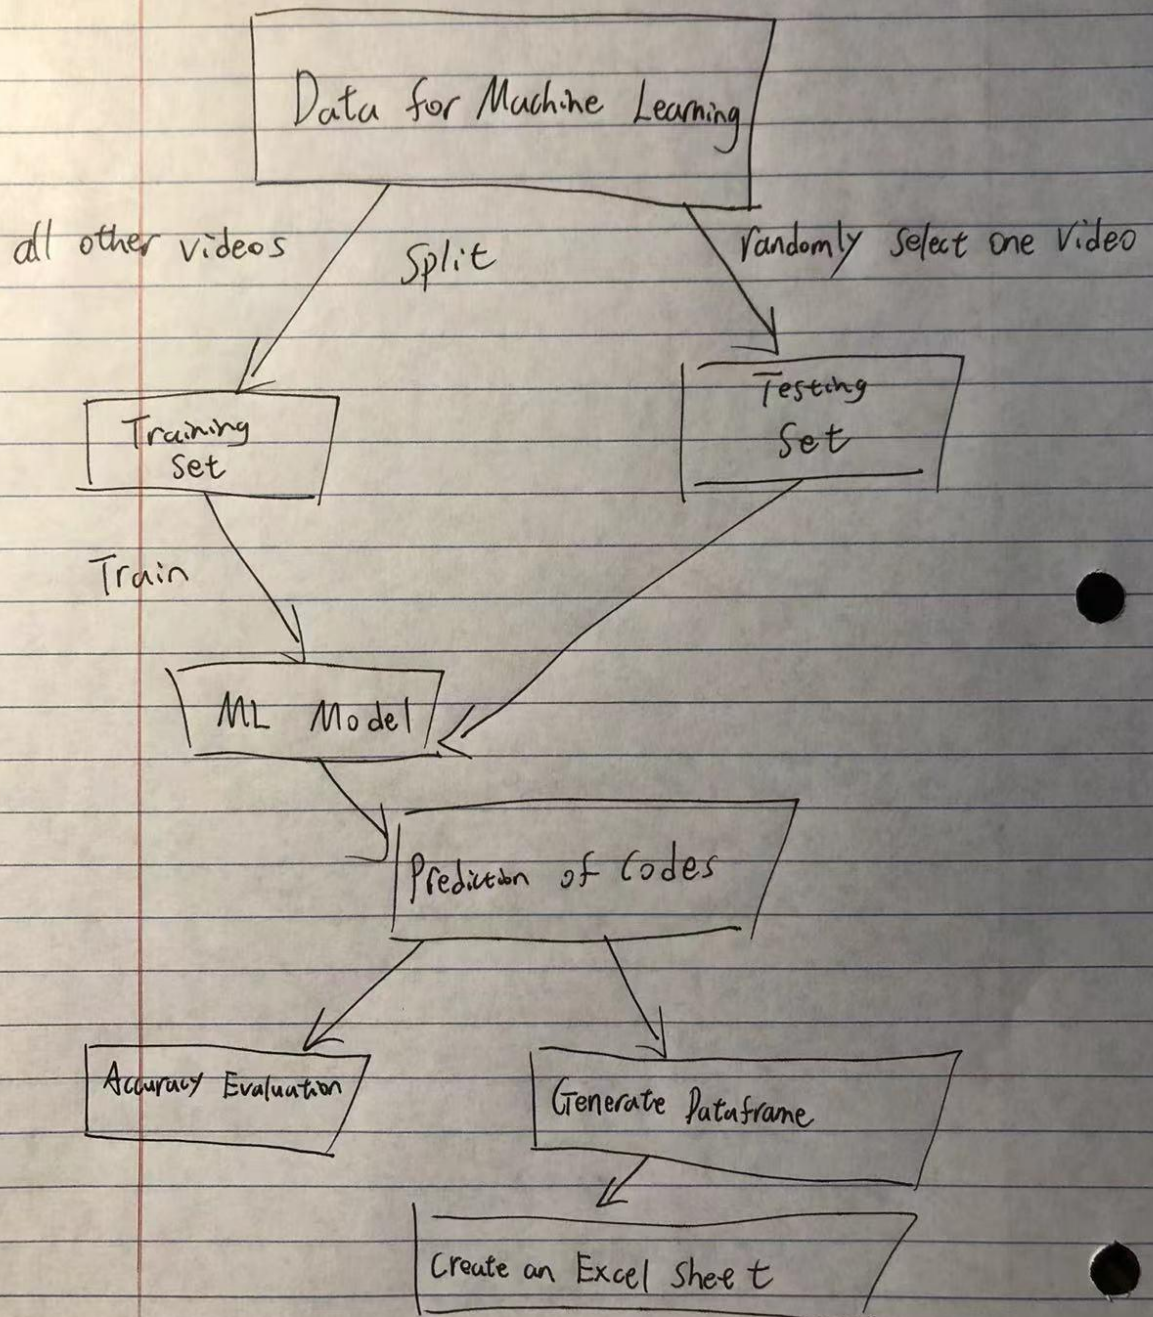 Data for Machine Learning
all other videos
Split
randomly select one video
Training
Set
Testing
Set
Train
ML Model
Prediction of Codes
Accuracy Evaluation
Generate Dataframe
Create an Excel Sheet